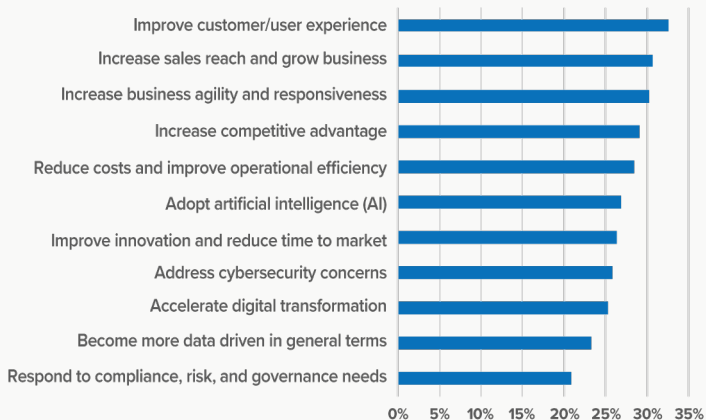 Improve customer/user experience
Increase sales reach and grow business
Increase business agility and responsiveness
Increase competitive advantage
Reduce costs and improve operational efficiency
Adopt artificial intelligence (AI)
Improve innovation and reduce time to market
Address cybersecurity concerns
Accelerate digital transformation
Become more data driven in general terms
Respond to compliance, risk, and governance needs
0% 5% 10% 15% 20% 25% 30% 35%